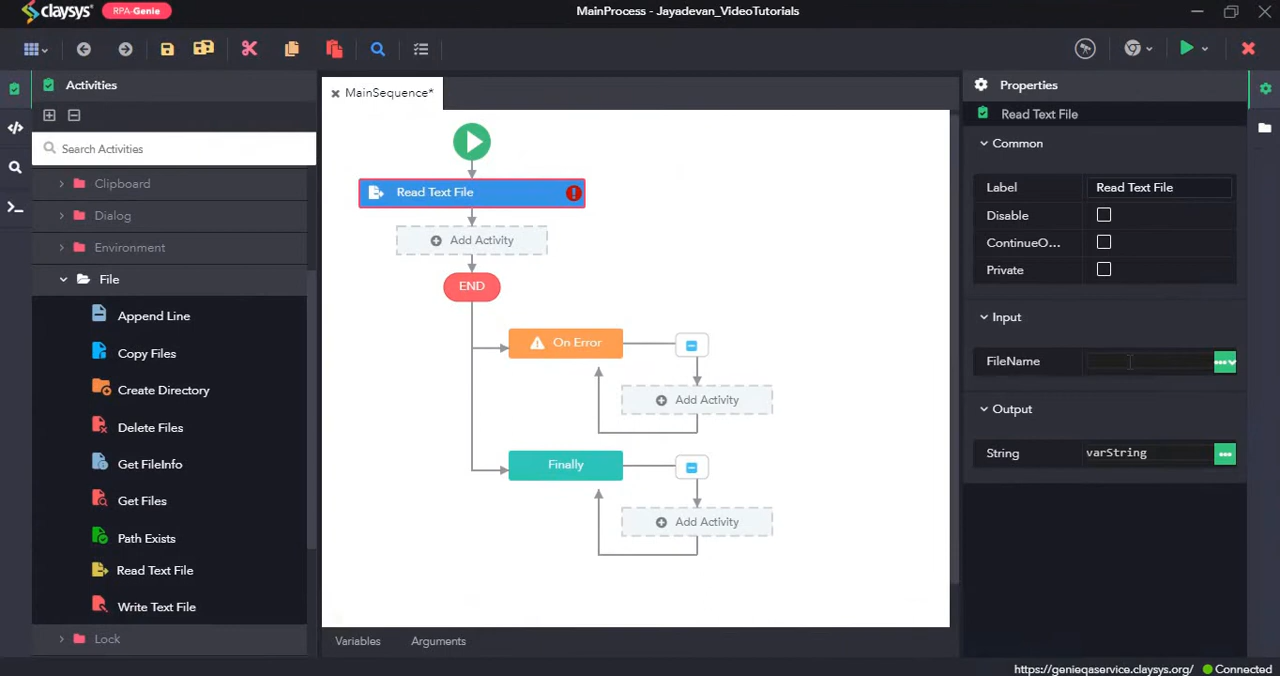 claysys RPA-Genie MainProcess - Jayadevan_VideoTutorials
Activities
Search Activities
Clipboard
Dialog
Environment
File
Append Line
Copy Files
Create Directory
Delete Files
Get FileInfo
Get Files
Path Exists
Read Text File
Write Text File
Lock
MainSequence*
Read Text File
Add Activity
END
On Error
Add Activity
Finally
Add Activity
Variables Arguments
Properties
Read Text File
Common
Label Read Text File
Disable
ContinueO...
Private
Input
FileName
Output
String varString
https://genieqaservice.claysys.org/ Connected